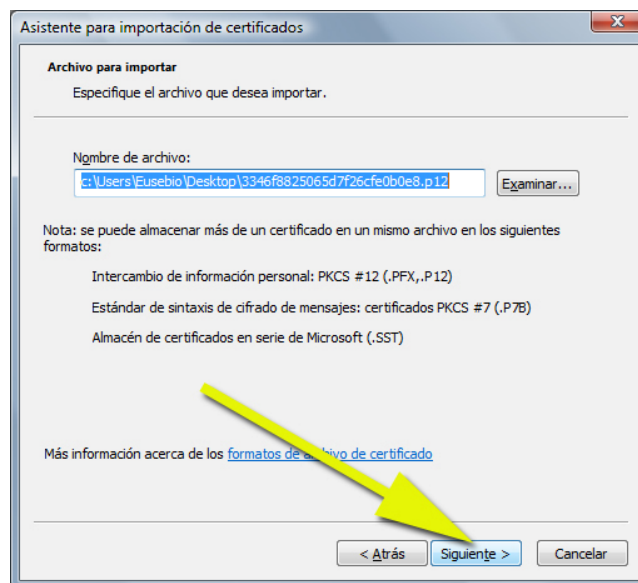 Asistente para importación de certificados
Archivo para importar
Especifique el archivo que desea importar.
Nombre de archivo:
c:\Users\Eusebio\Desktop\3346f8825065d7f26cfe0b0e8.p12
Examinar...
Nota: se puede almacenar más de un certificado en un mismo archivo en los siguientes
formatos:
Intercambio de información personal: PKCS #12 (.PFX,.P12)
Estándar de sintaxis de cifrado de mensajes: certificados PKCS #7 (.P7B)
Almacén de certificados en serie de Microsoft (.SST)
Más información acerca de los formatos de archivo de certificado
< Atrás
Siguiente >
Cancelar